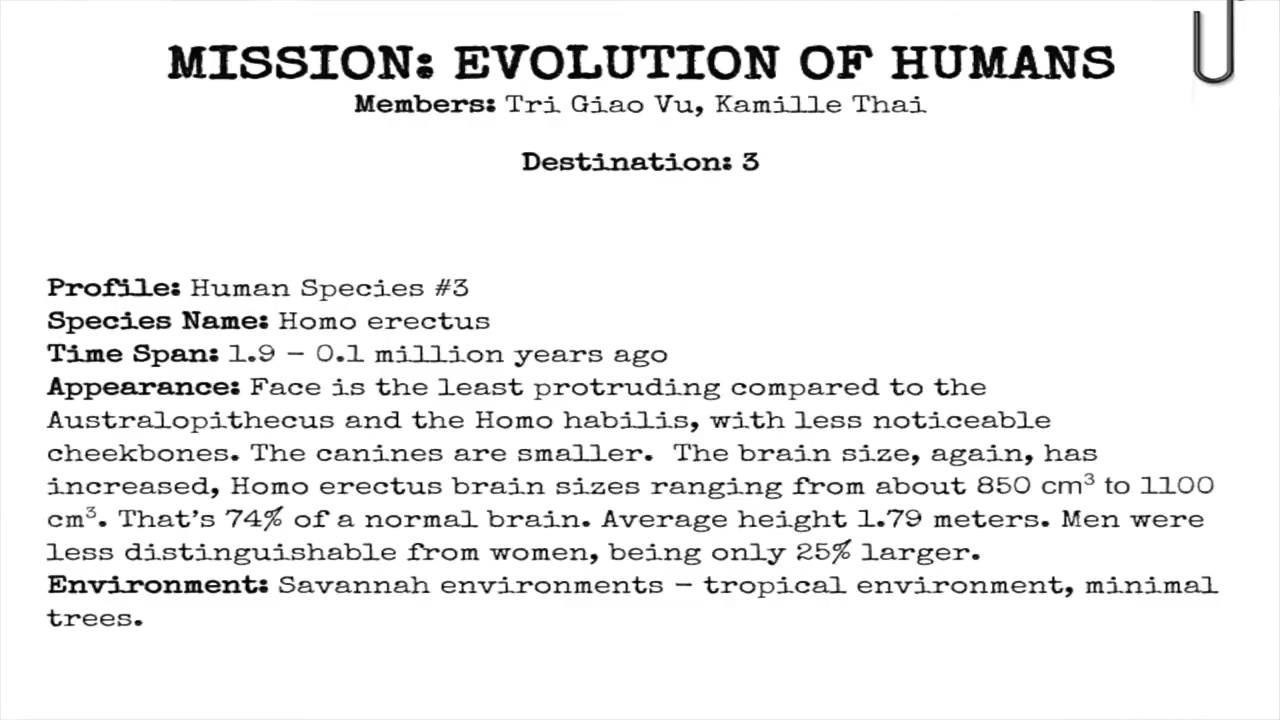 MISSION: EVOLUTION OF HUMANS
Members: Tri Giao Vu, Kamille Thai
Destination: 3
Profile: Human Species #3
Species Name: Homo erectus
Time Span: 1.9 – 0.1 million years ago
Appearance: Face is the least protruding compared to the
Australopithecus and the Homo habilis, with less noticeable
cheekbones. The canines are smaller.  The brain size, again, has
increased, Homo erectus brain sizes ranging from about 850 cm³ to 1100
cm³. That's 74% of a normal brain. Average height 1.79 meters. Men were
less distinguishable from women, being only 25% larger.
Environment: Savannah environments – tropical environment, minimal
trees.